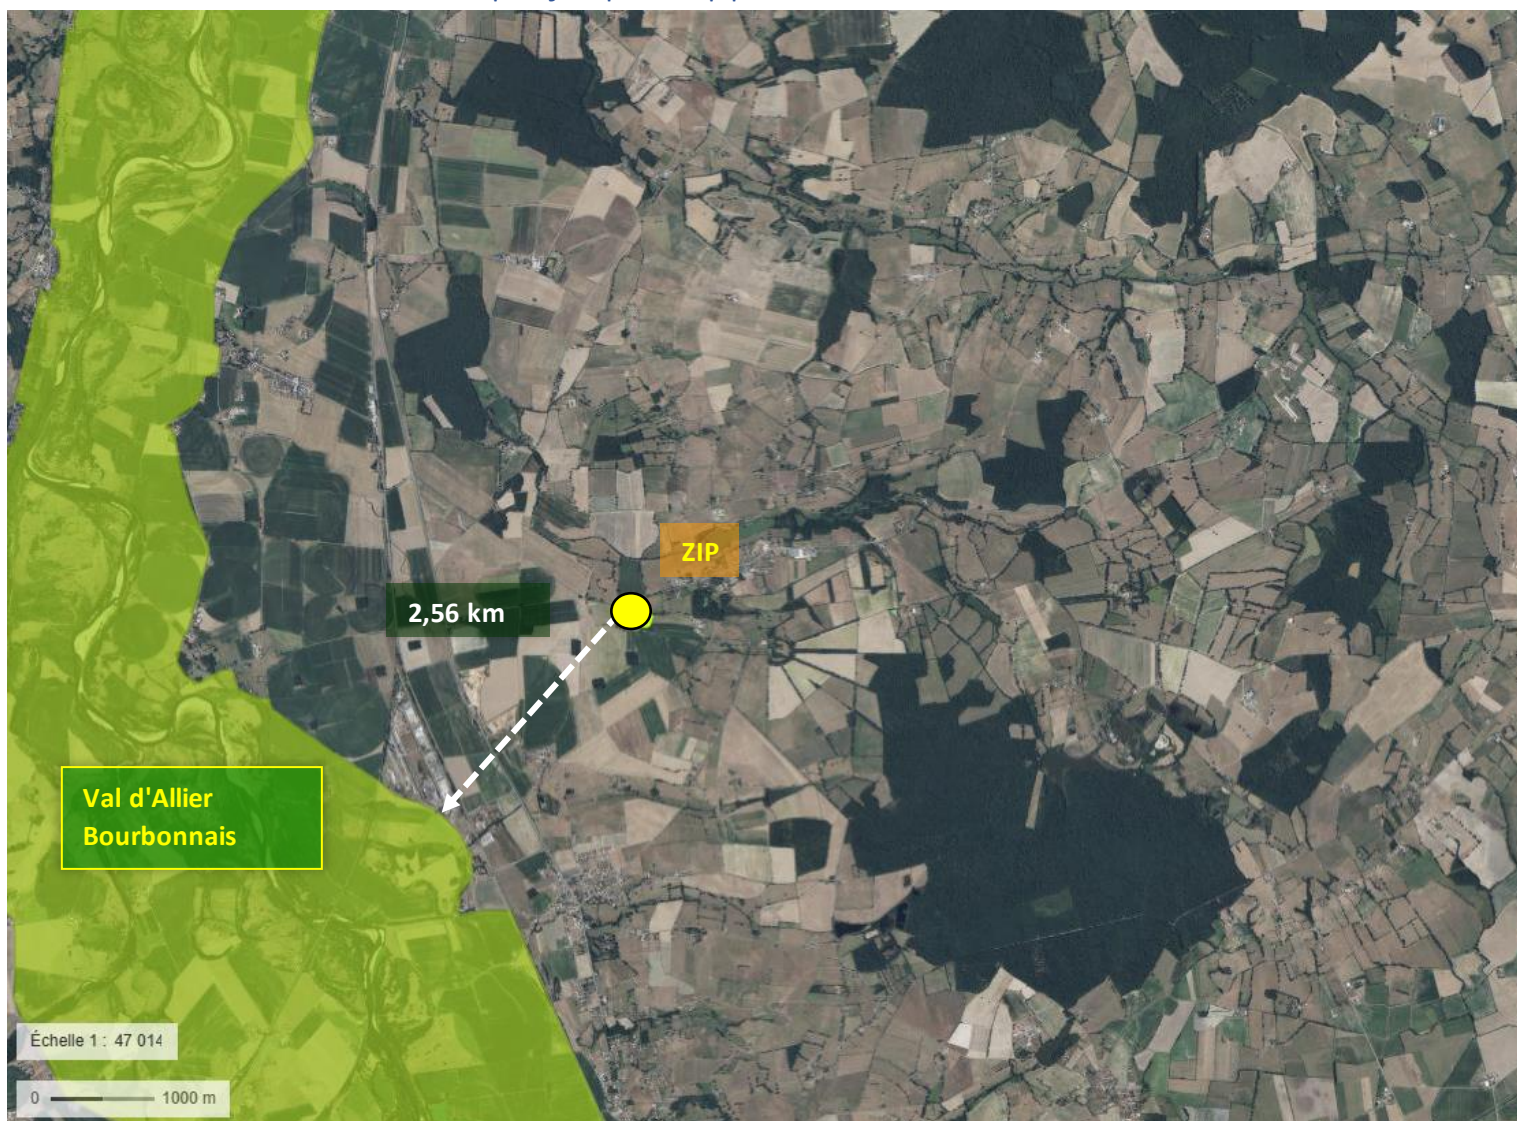 ZIP
2,56 km
Val d'Allier
Bourbonnais
Échelle 1 : 47 014
0 1000 m